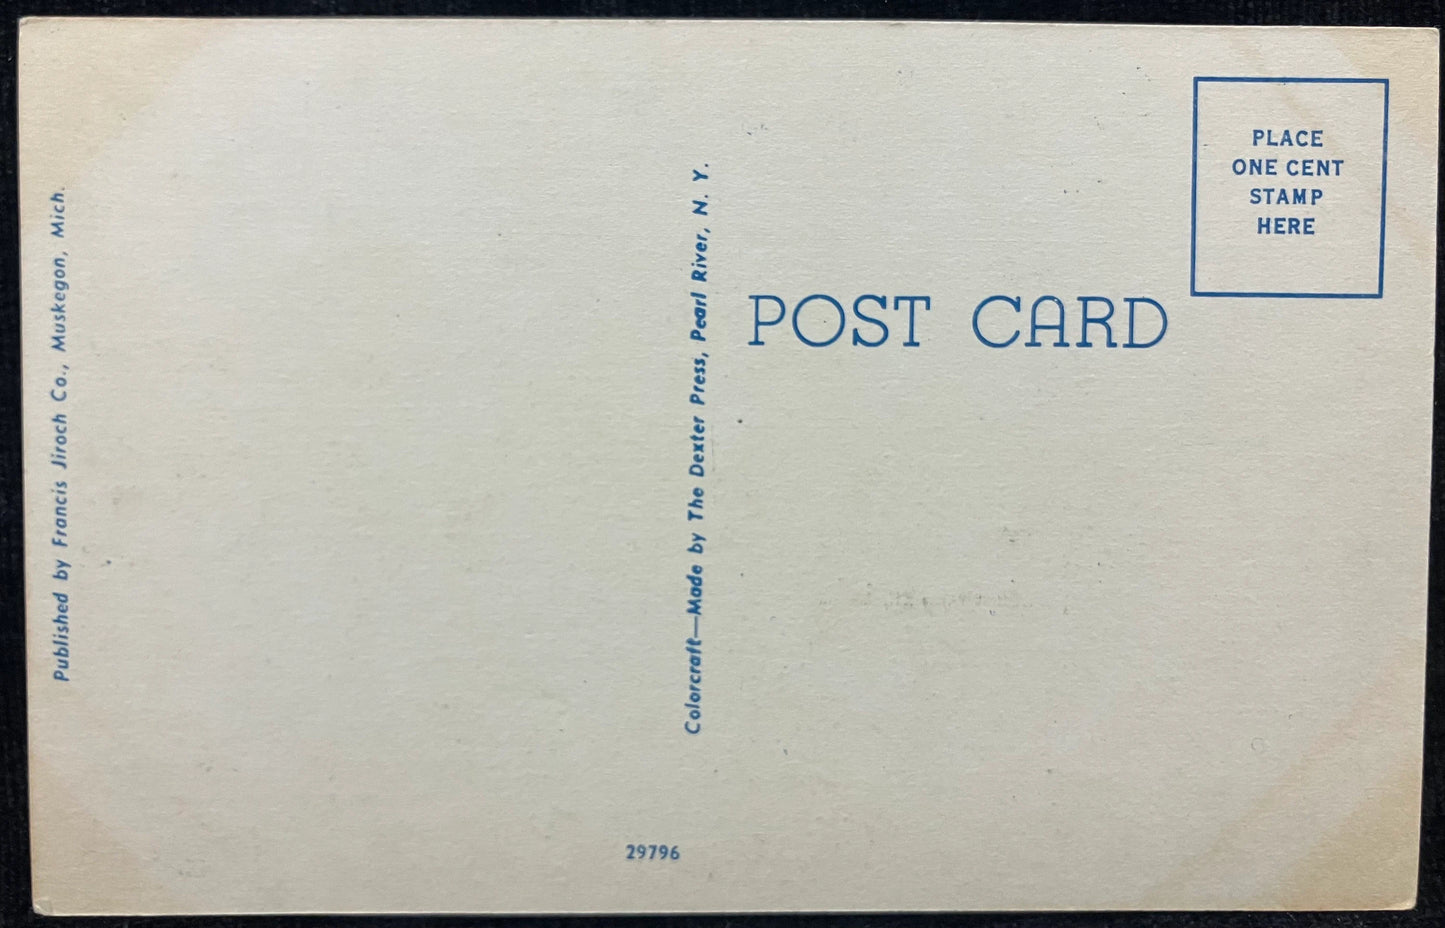 Published by Francis Jiroch Co., Muskegon, Mich.
Colorcraft—Made by The Dexter Press, Pearl River, N. Y.
PLACE
ONE CENT
STAMP
HERE
POST CARD
29796